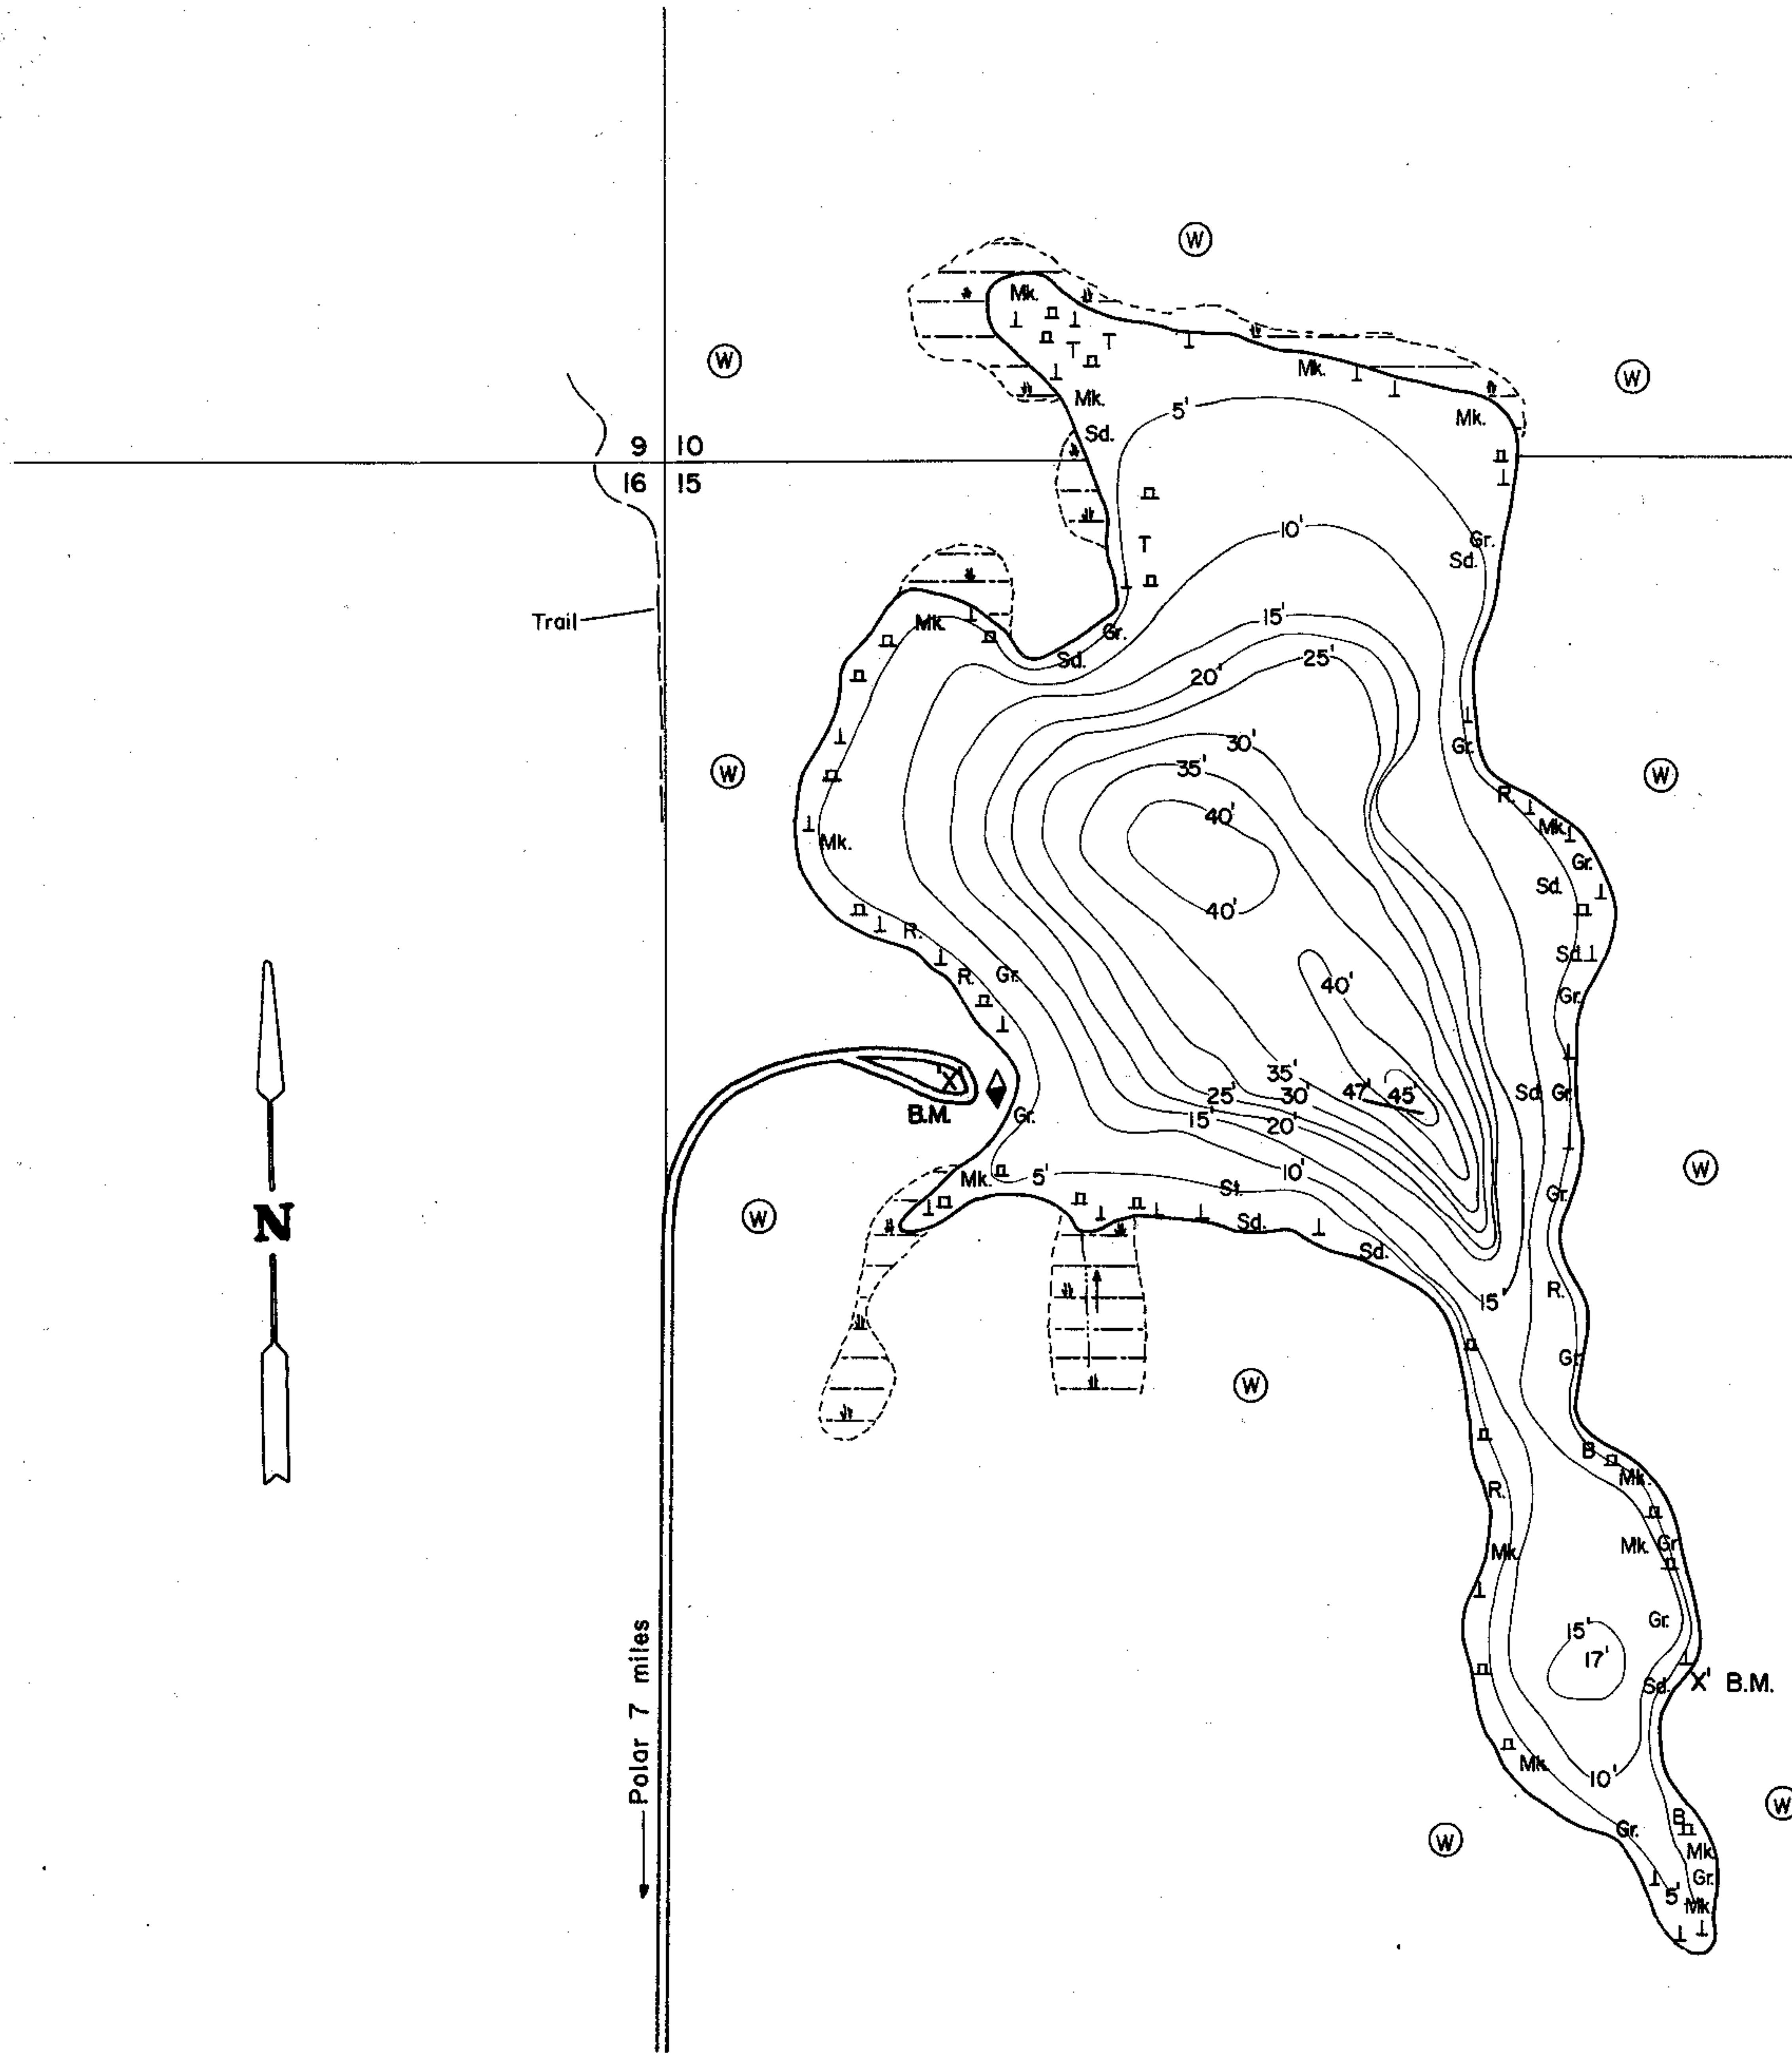 W
Mk.
T
T
W
Mk.
W
Mk.
5'
Mk.
Sd.
9 10
16 15
10'
Gr.
Sd.
T
Trail
Mk.
15'
Gr.
Sd.
25'
20'
30'
Gr.
35'
W
W
R.
40'
Mk.
Mk.
Gr.
Sd.
40'
R.
Sd.
R.
Gr.
40'
Gr.
35'
47'
45'
25'
30'
Sd.
Gr.
X'
B.M.
Gr.
15'
20'
10'
Mk.
5'
St.
W
Gr.
W
N
Sd.
Sd.
R.
15'
Gr.
W
B
Mk.
R.
Mk.
Mk.
Gr.
Gr.
15'
17'
Sd.
X' B.M.
Polar 7 miles
Mk.
10'
W
B
Gr.
W
Mk.
Gr.
5'
Mk.